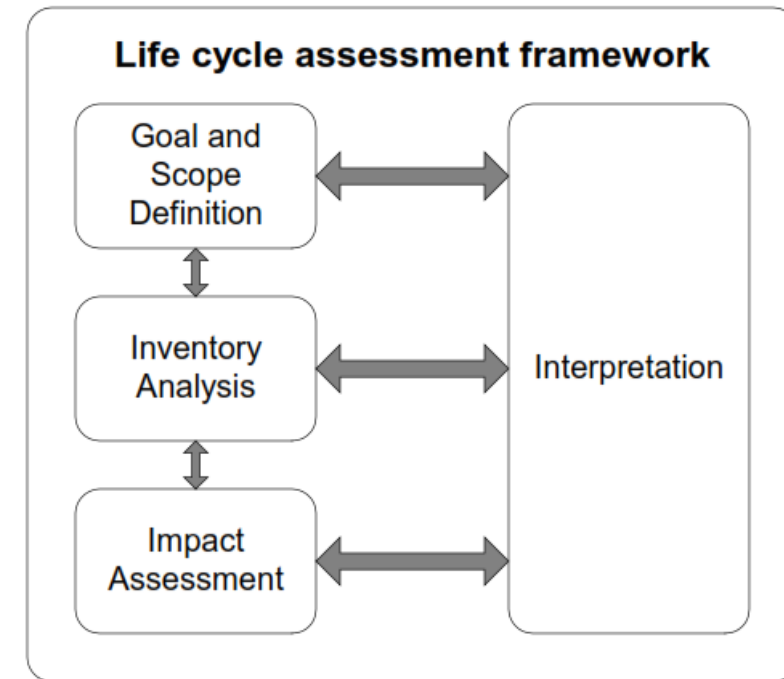 Life cycle assessment framework
Goal and
Scope
Definition
Inventory
Analysis
Interpretation
Impact
Assessment